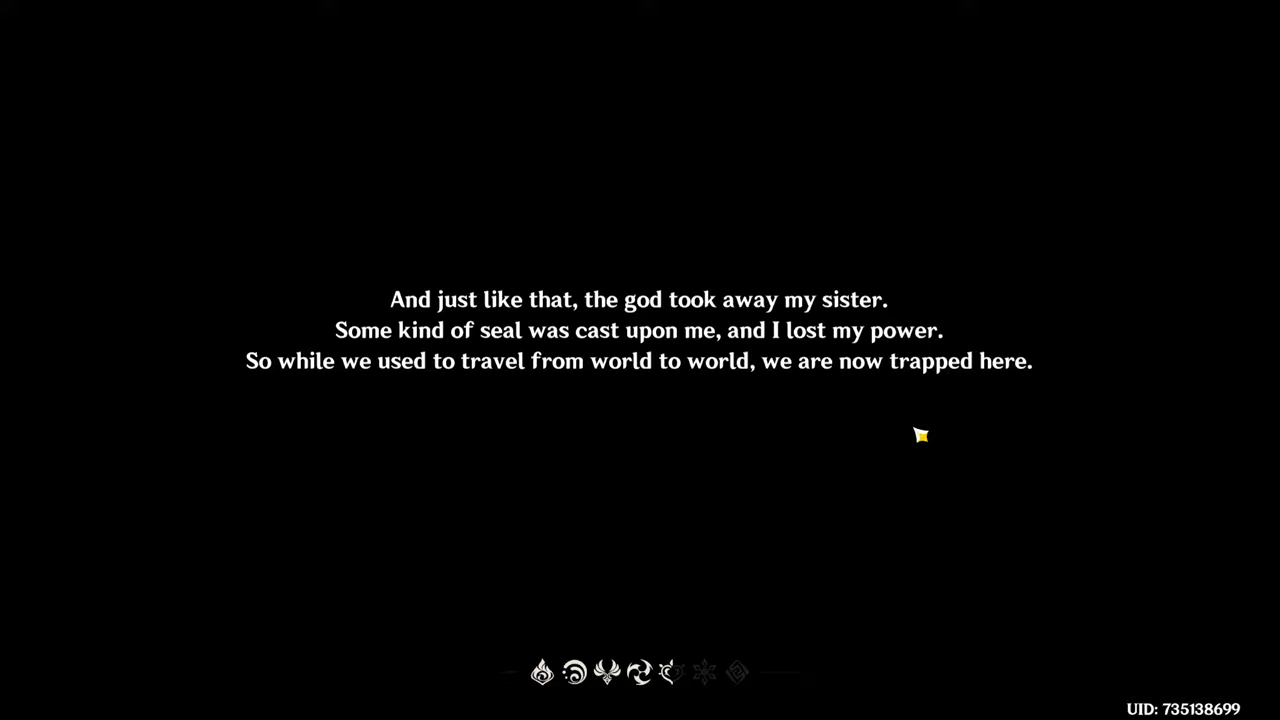 And just like that, the god took away my sister.
Some kind of seal was cast upon me, and I lost my power.
So while we used to travel from world to world, we are now trapped here.
UID: 735138699